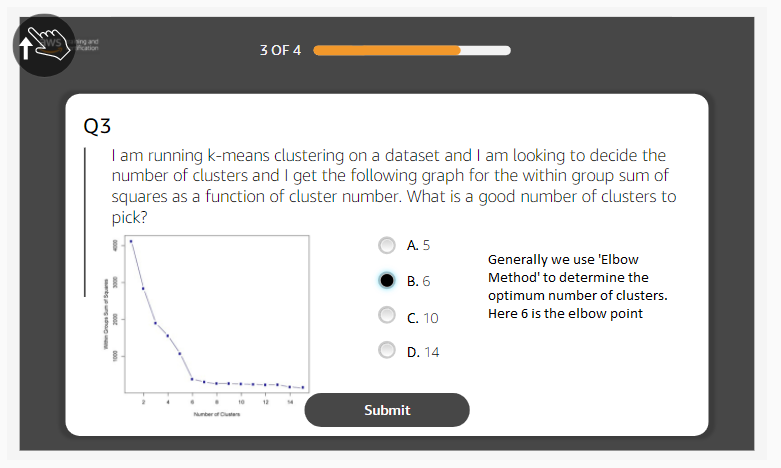 3 OF 4
Q3
I am running k-means clustering on a dataset and I am looking to decide the
number of clusters and I get the following graph for the within group sum of
squares as a function of cluster number. What is a good number of clusters to
pick?
4000
3000
2000
1000
Within Groups Sum of Squares
2 4 6 8 10 12 14
Number of Clusters
A. 5
B. 6
C. 10
D. 14
Generally we use 'Elbow
Method' to determine the
optimum number of clusters.
Here 6 is the elbow point
Submit